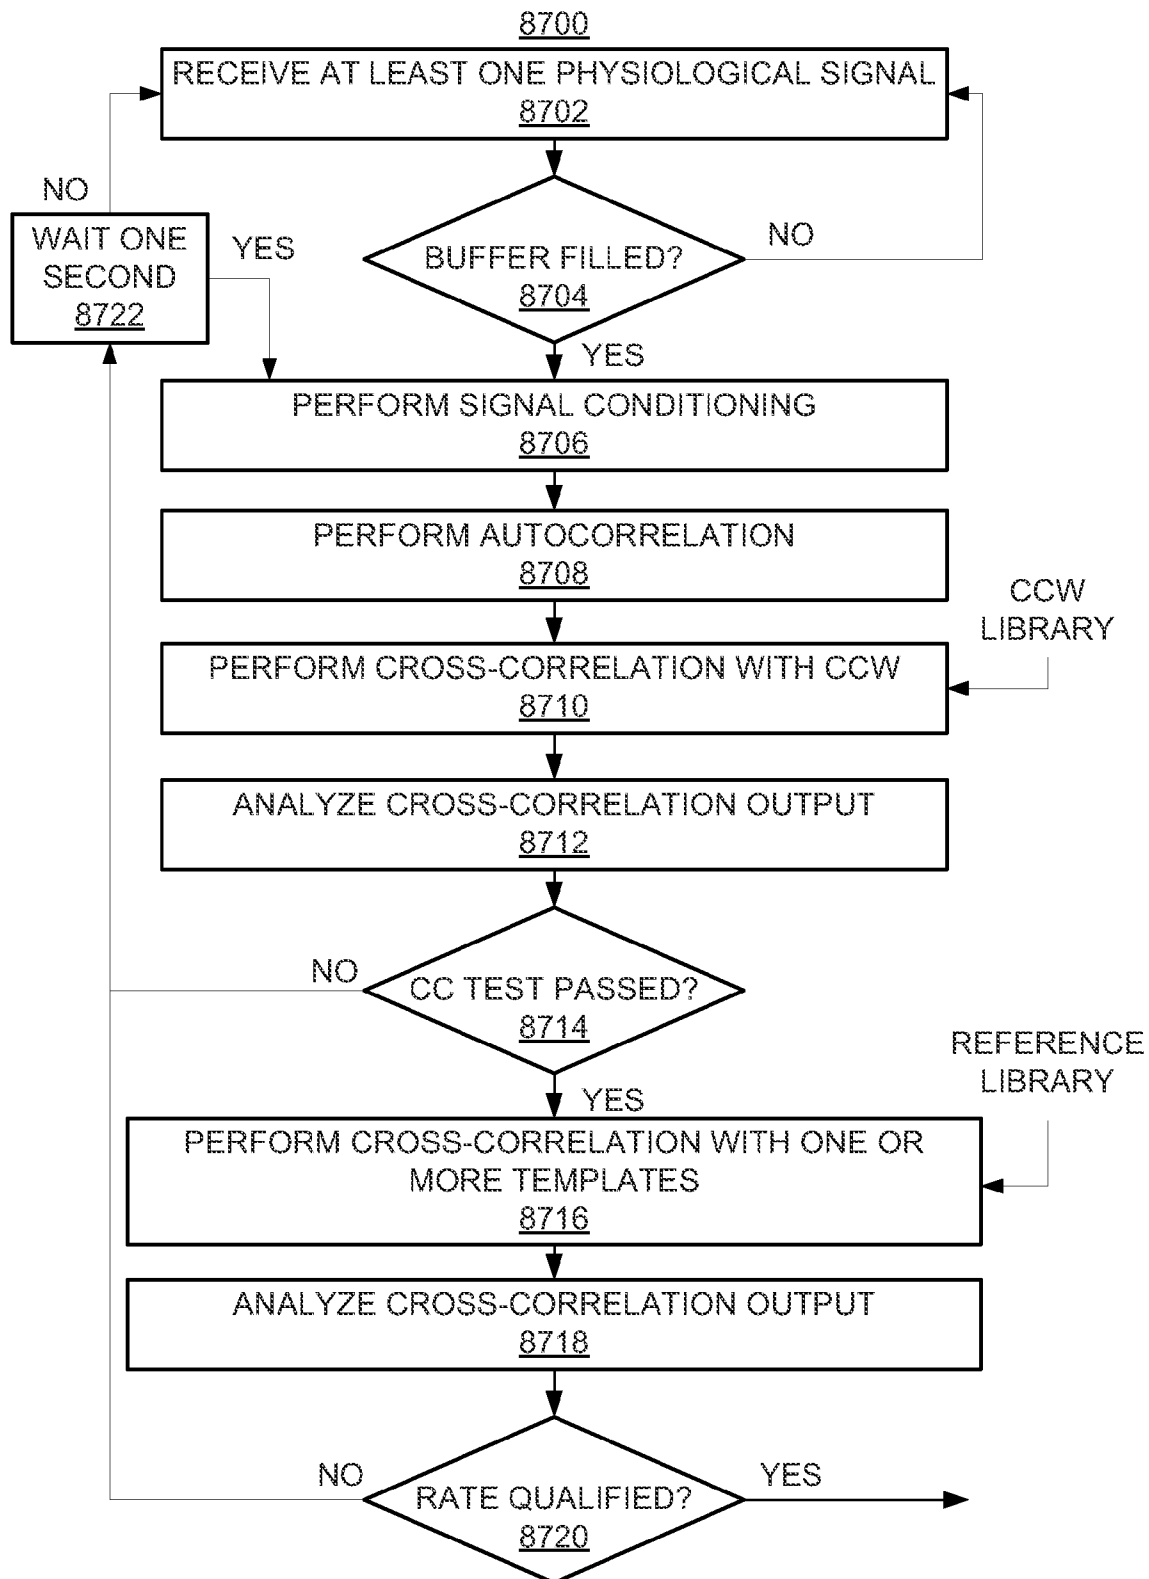 8700
RECEIVE AT LEAST ONE PHYSIOLOGICAL SIGNAL
8702
NO
WAIT ONE
SECOND
8722
YES
BUFFER FILLED?
8704
NO
YES
PERFORM SIGNAL CONDITIONING
8706
PERFORM AUTOCORRELATION
8708
CCW
LIBRARY
PERFORM CROSS-CORRELATION WITH CCW
8710
ANALYZE CROSS-CORRELATION OUTPUT
8712
NO
CC TEST PASSED?
8714
REFERENCE
LIBRARY
YES
PERFORM CROSS-CORRELATION WITH ONE OR
MORE TEMPLATES
8716
ANALYZE CROSS-CORRELATION OUTPUT
8718
NO
YES
RATE QUALIFIED?
8720